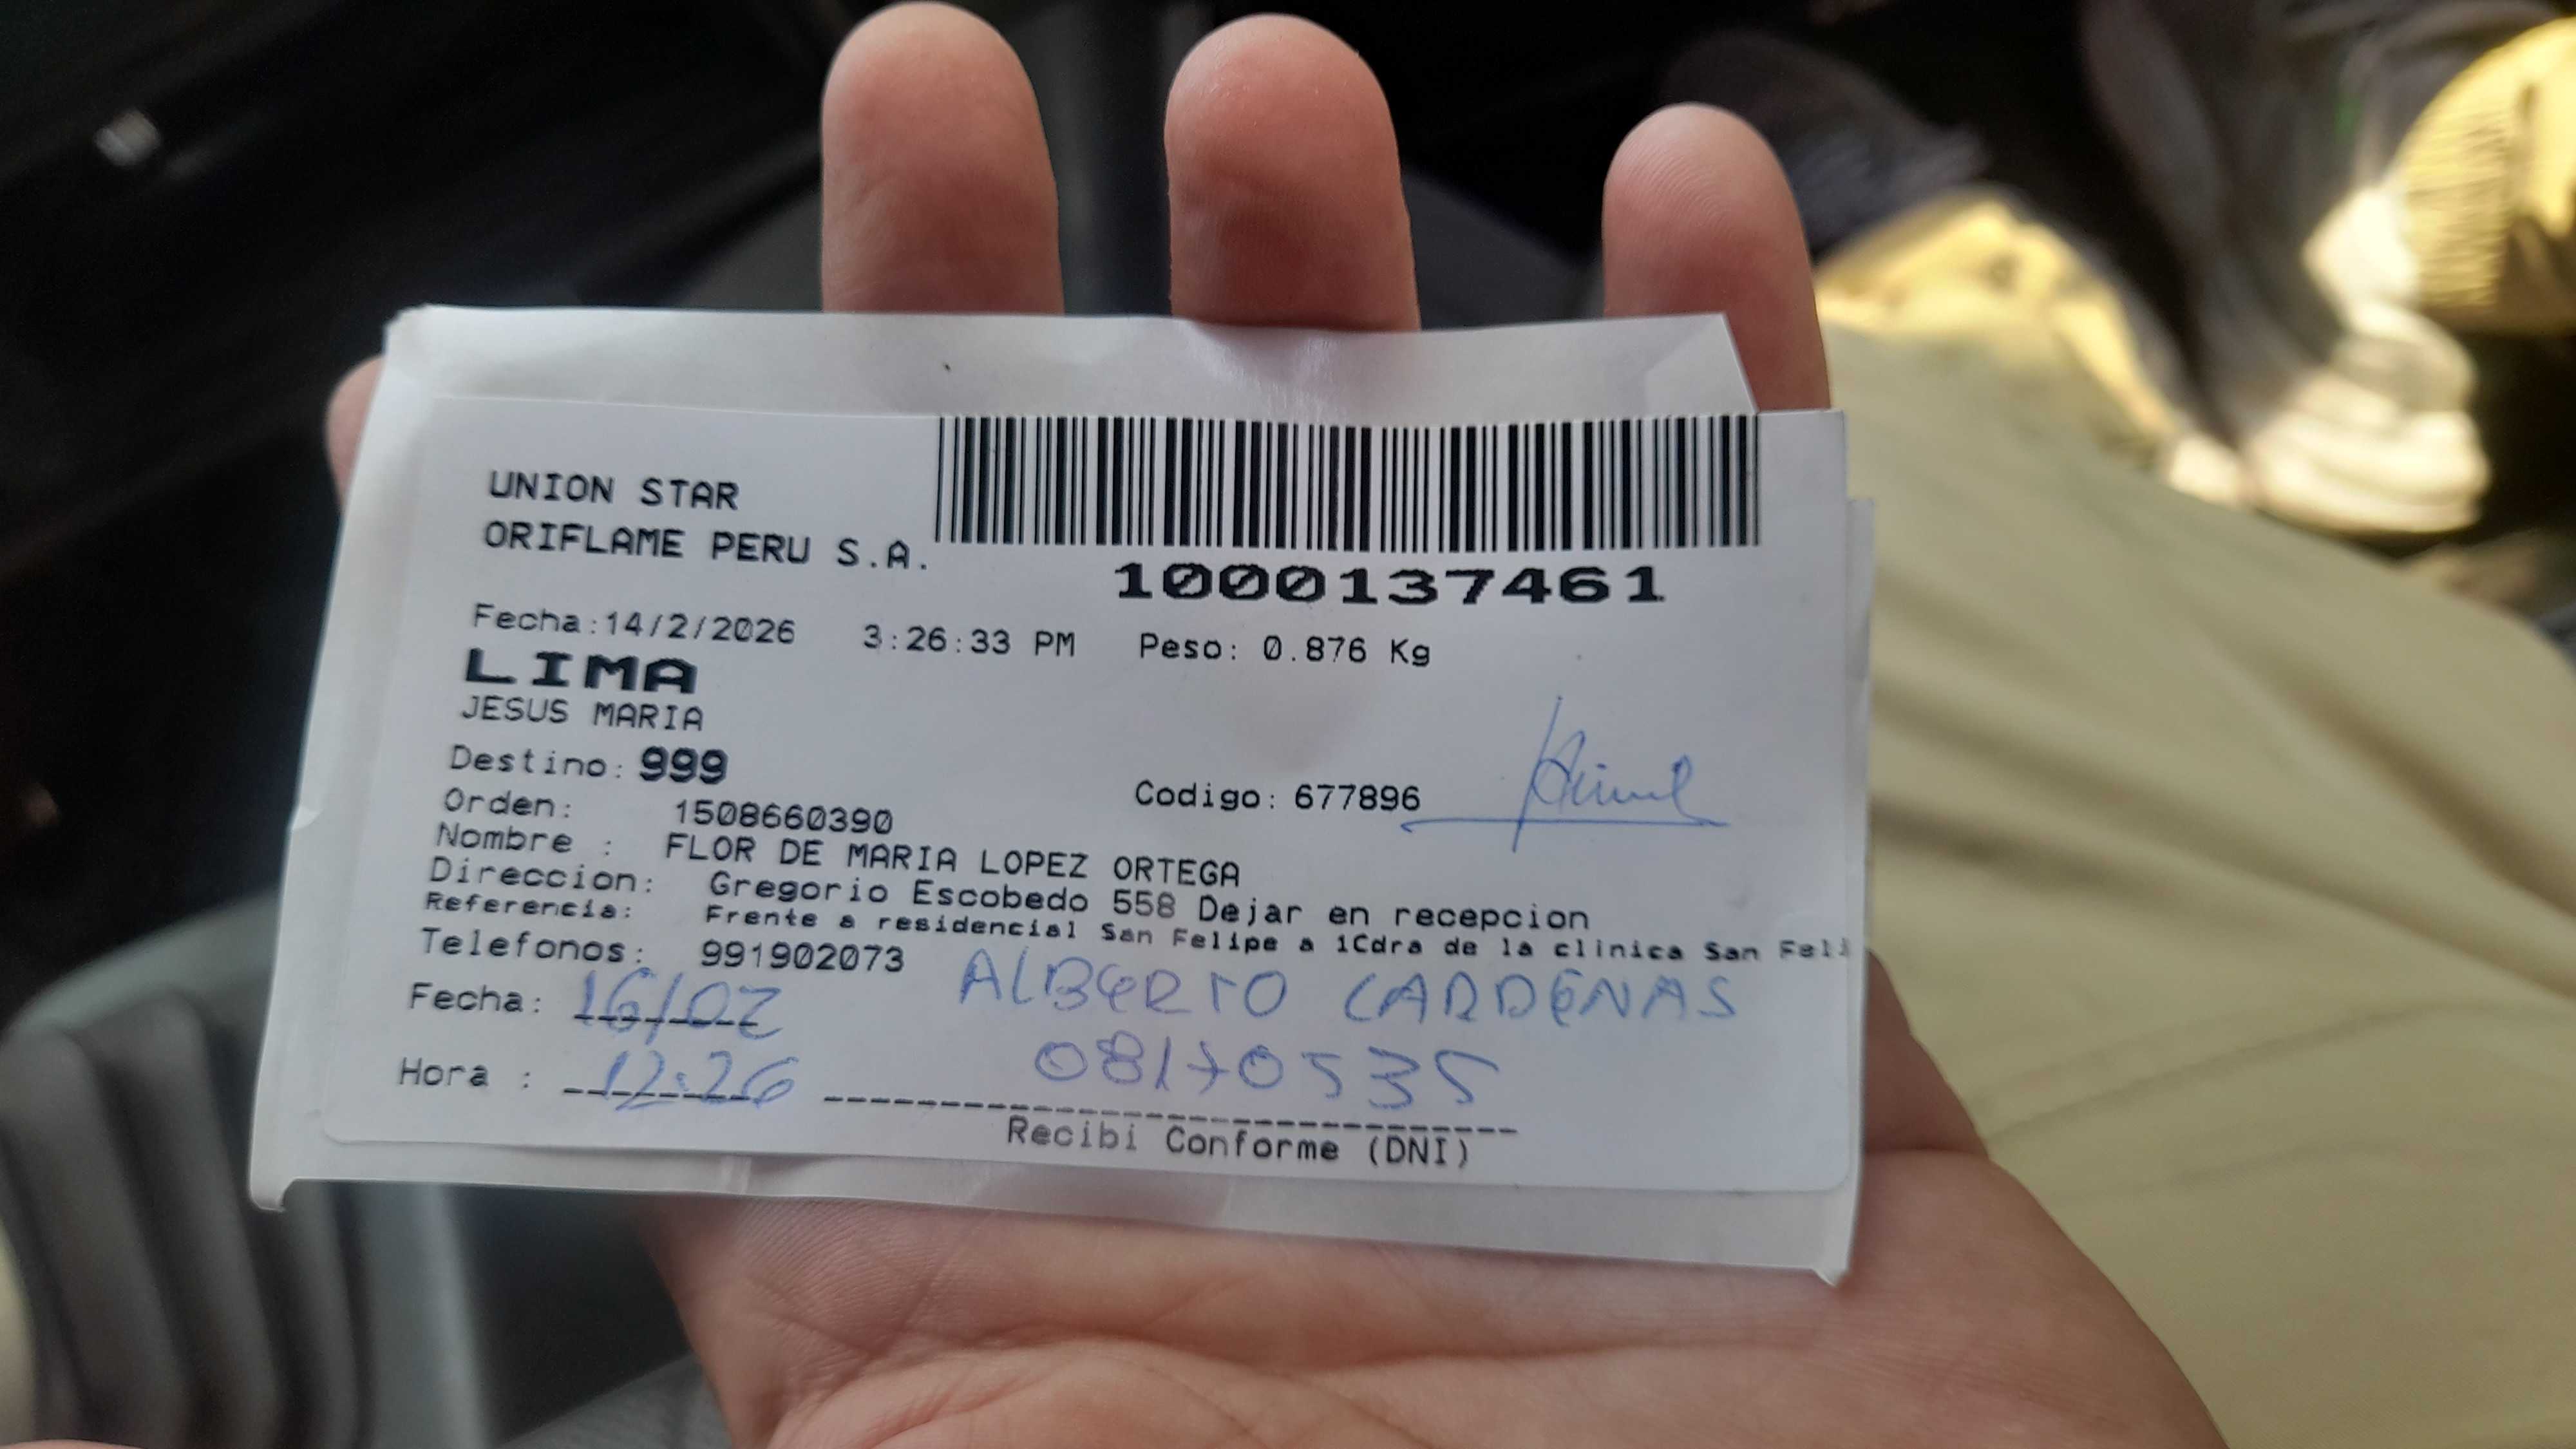 UNION STAR
ORIFLAME PERU S.A.
1000137461
Fecha:14/2/2026 3:26:33 PM Peso: 0.876 Kg
LIMA
JESUS MARIA
Destino: 999
Orden: 1508660390 Codigo: 677896
Nombre : FLOR DE MARIA LOPEZ ORTEGA
Direccion: Gregorio Escobedo 558 Dejar en recepcion
Referencia: Frente a residencial San Felipe a 1Cdra de la clinica San Feli
Telefonos: 991902073
Fecha: 16/02 ALBERTO CARDENAS
Hora : 12:26 08170535
Recibi Conforme (DNI)